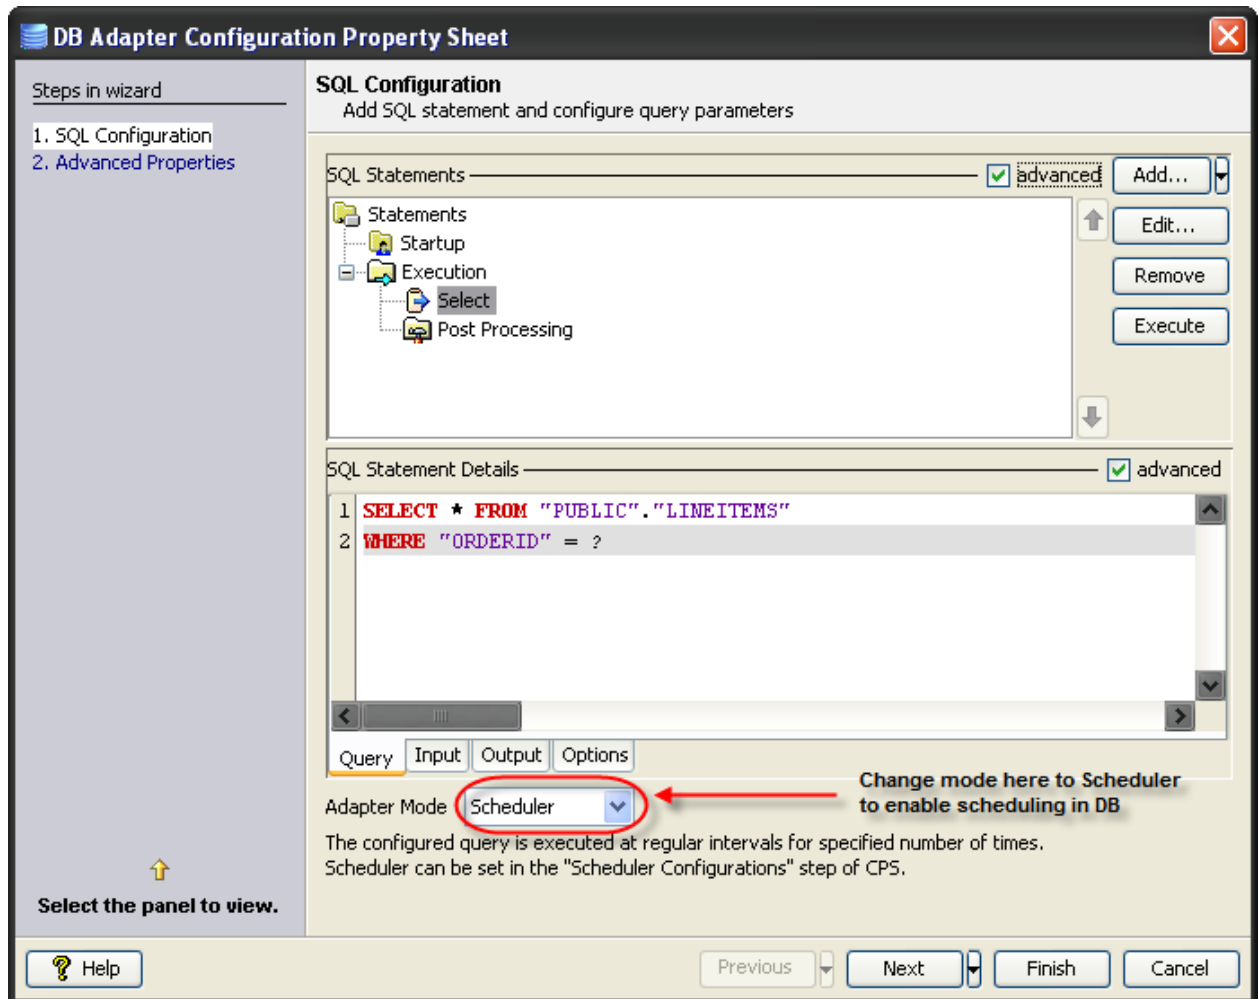 DB Adapter Configuration Property Sheet
Steps in wizard
1. SQL Configuration
2. Advanced Properties
SQL Configuration
Add SQL statement and configure query parameters
SQL Statements
advanced
Add...
Statements
Startup
Execution
Select
Post Processing
Edit...
Remove
Execute
SQL Statement Details
advanced
1 SELECT * FROM "PUBLIC"."LINEITEMS"
2 WHERE "ORDERID" = ?
Query Input Output Options
Adapter Mode Scheduler
Change mode here to Scheduler
to enable scheduling in DB
The configured query is executed at regular intervals for specified number of times.
Scheduler can be set in the "Scheduler Configurations" step of CPS.
Select the panel to view.
Help
Previous
Next
Finish
Cancel